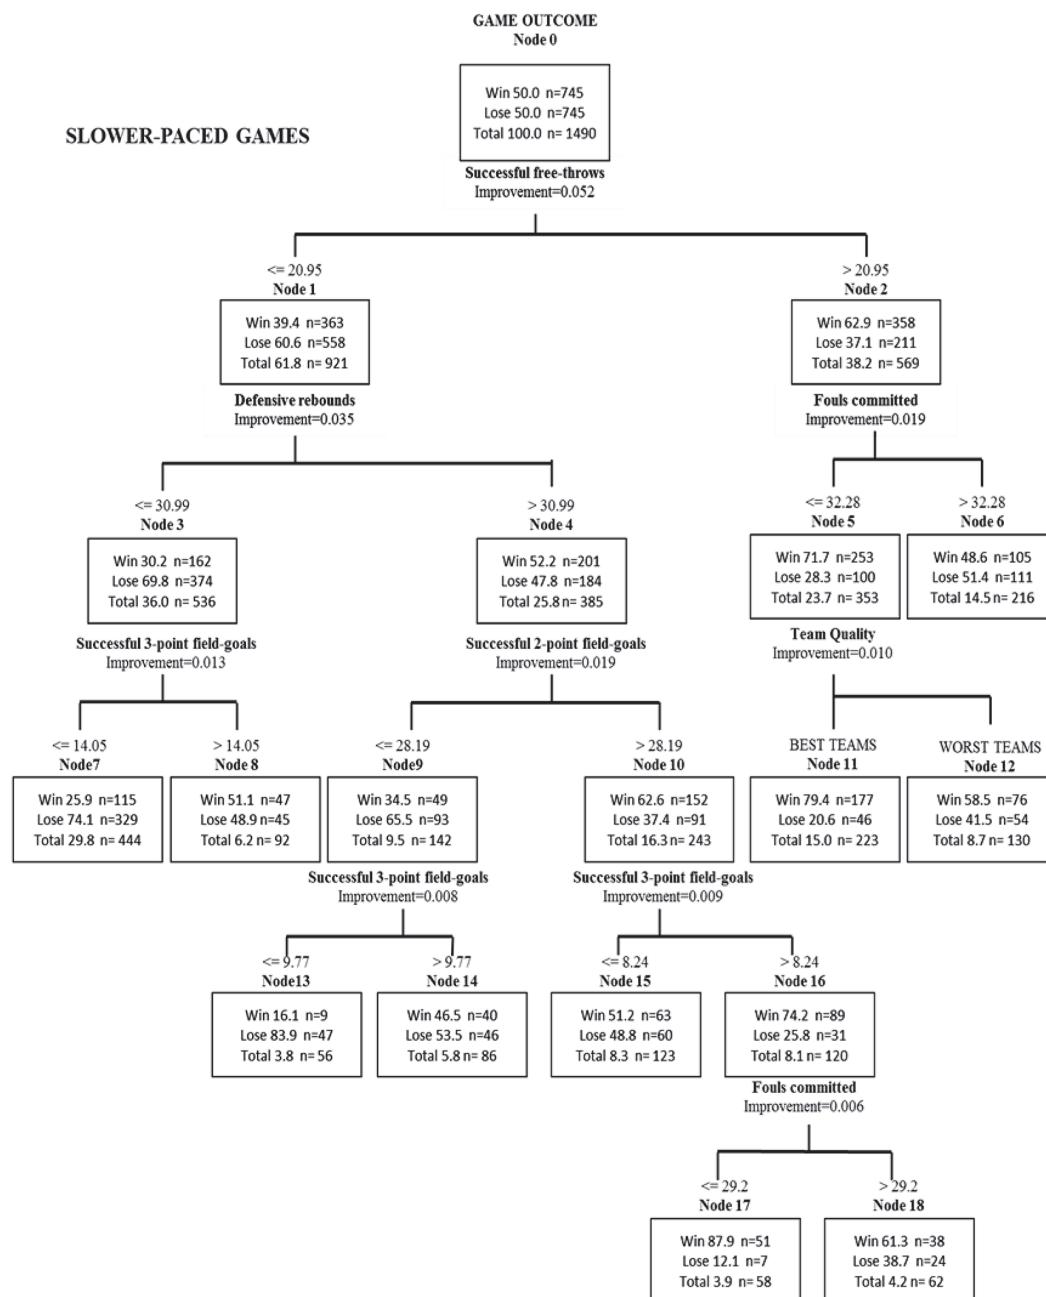 GAME OUTCOME
Node 0
Win 50.0 n=745
Lose 50.0 n=745
Total 100.0 n= 1490
SLOWER-PACED GAMES
Successful free-throws
Improvement=0.052
<= 20.95
Node 1
Win 39.4 n=363
Lose 60.6 n=558
Total 61.8 n= 921
Defensive rebounds
Improvement=0.035
> 20.95
Node 2
Win 62.9 n=358
Lose 37.1 n=211
Total 38.2 n= 569
Fouls committed
Improvement=0.019
<= 30.99
Node 3
Win 30.2 n=162
Lose 69.8 n=374
Total 36.0 n= 536
Successful 3-point field-goals
Improvement=0.013
> 30.99
Node 4
Win 52.2 n=201
Lose 47.8 n=184
Total 25.8 n= 385
Successful 2-point field-goals
Improvement=0.019
<= 32.28
Node 5
Win 71.7 n=253
Lose 28.3 n=100
Total 23.7 n= 353
Team Quality
Improvement=0.010
> 32.28
Node 6
Win 48.6 n=105
Lose 51.4 n=111
Total 14.5 n= 216
<= 14.05
Node7
Win 25.9 n=115
Lose 74.1 n=329
Total 29.8 n= 444
> 14.05
Node 8
Win 51.1 n=47
Lose 48.9 n=45
Total 6.2 n= 92
<= 28.19
Node9
Win 34.5 n=49
Lose 65.5 n=93
Total 9.5 n= 142
Successful 3-point field-goals
Improvement=0.008
> 28.19
Node 10
Win 62.6 n=152
Lose 37.4 n=91
Total 16.3 n= 243
Successful 3-point field-goals
Improvement=0.009
BEST TEAMS
Node 11
Win 79.4 n=177
Lose 20.6 n=46
Total 15.0 n= 223
WORST TEAMS
Node 12
Win 58.5 n=76
Lose 41.5 n=54
Total 8.7 n= 130
<= 9.77
Node13
Win 16.1 n=9
Lose 83.9 n=47
Total 3.8 n= 56
> 9.77
Node 14
Win 46.5 n=40
Lose 53.5 n=46
Total 5.8 n= 86
<= 8.24
Node 15
Win 51.2 n=63
Lose 48.8 n=60
Total 8.3 n= 123
> 8.24
Node 16
Win 74.2 n=89
Lose 25.8 n=31
Total 8.1 n= 120
Fouls committed
Improvement=0.006
<= 29.2
Node 17
Win 87.9 n=51
Lose 12.1 n=7
Total 3.9 n= 58
> 29.2
Node 18
Win 61.3 n=38
Lose 38.7 n=24
Total 4.2 n= 62